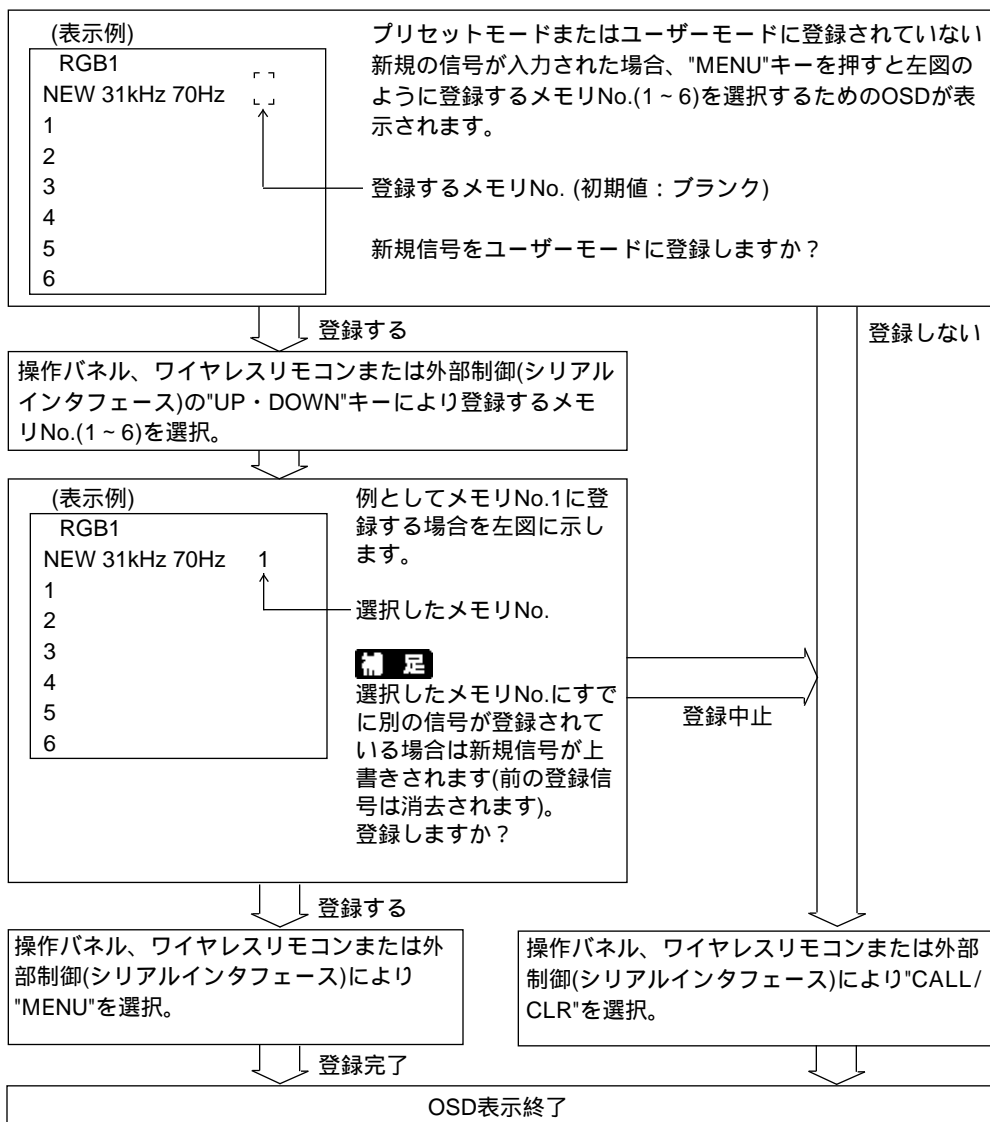 (表示例)
RGB1
NEW 31kHz 70Hz
1
2
3
4
5
6
プリセットモードまたはユーザーモードに登録されていない
新規の信号が入力された場合、"MENU"キーを押すと左図の
ように登録するメモリNo.(1~6)を選択するためのOSDが表
示されます。
登録するメモリNo. (初期値:ブランク)
新規信号をユーザーモードに登録しますか?
登録する
登録しない
操作パネル、ワイヤレスリモコンまたは外部制御(シリアル
インタフェース)の"UP・DOWN"キーにより登録するメモ
リNo.(1~6)を選択。
(表示例)
RGB1
NEW 31kHz 70Hz 1
1
2
3
4
5
6
例としてメモリNo.1に登
録する場合を左図に示し
ます。
選択したメモリNo.
補 足
選択したメモリNo.にすで
に別の信号が登録されて
いる場合は新規信号が上
書きされます(前の登録信
号は消去されます)。
登録しますか?
登録中止
登録する
操作パネル、ワイヤレスリモコンまたは外
部制御(シリアルインタフェース)により
"MENU"を選択。
操作パネル、ワイヤレスリモコンまたは外部
制御(シリアルインタフェース)により"CALL/
CLR"を選択。
登録完了
OSD表示終了